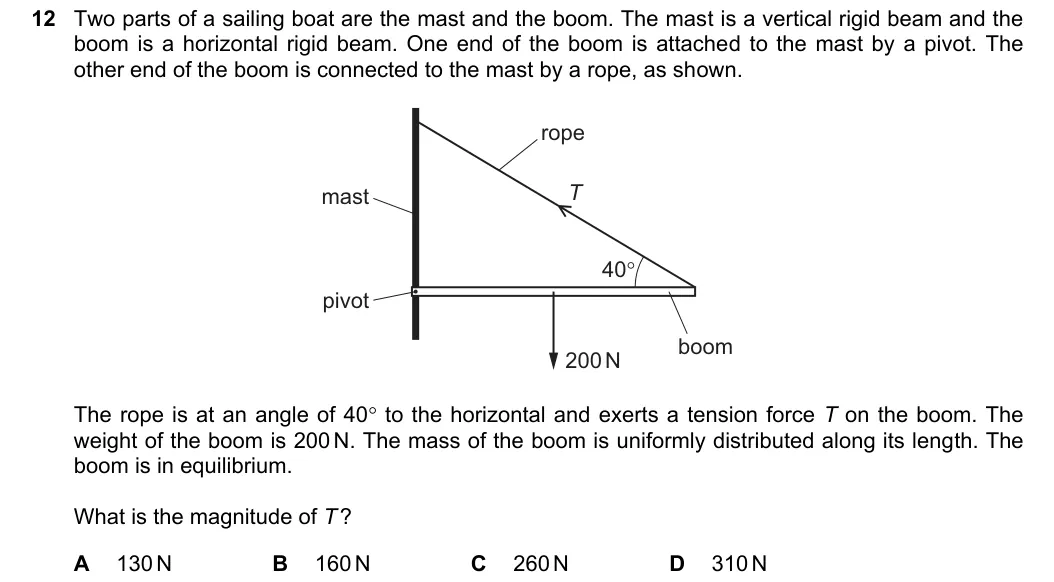 12 Two parts of a sailing boat are the mast and the boom. The mast is a vertical rigid beam and the
boom is a horizontal rigid beam. One end of the boom is attached to the mast by a pivot. The
other end of the boom is connected to the mast by a rope, as shown.
rope
T
mast
40°
pivot
boom
200 N
The rope is at an angle of 40° to the horizontal and exerts a tension force T on the boom. The
weight of the boom is 200 N. The mass of the boom is uniformly distributed along its length. The
boom is in equilibrium.
What is the magnitude of T?
A 130 N B 160 N C 260 N D 310 N